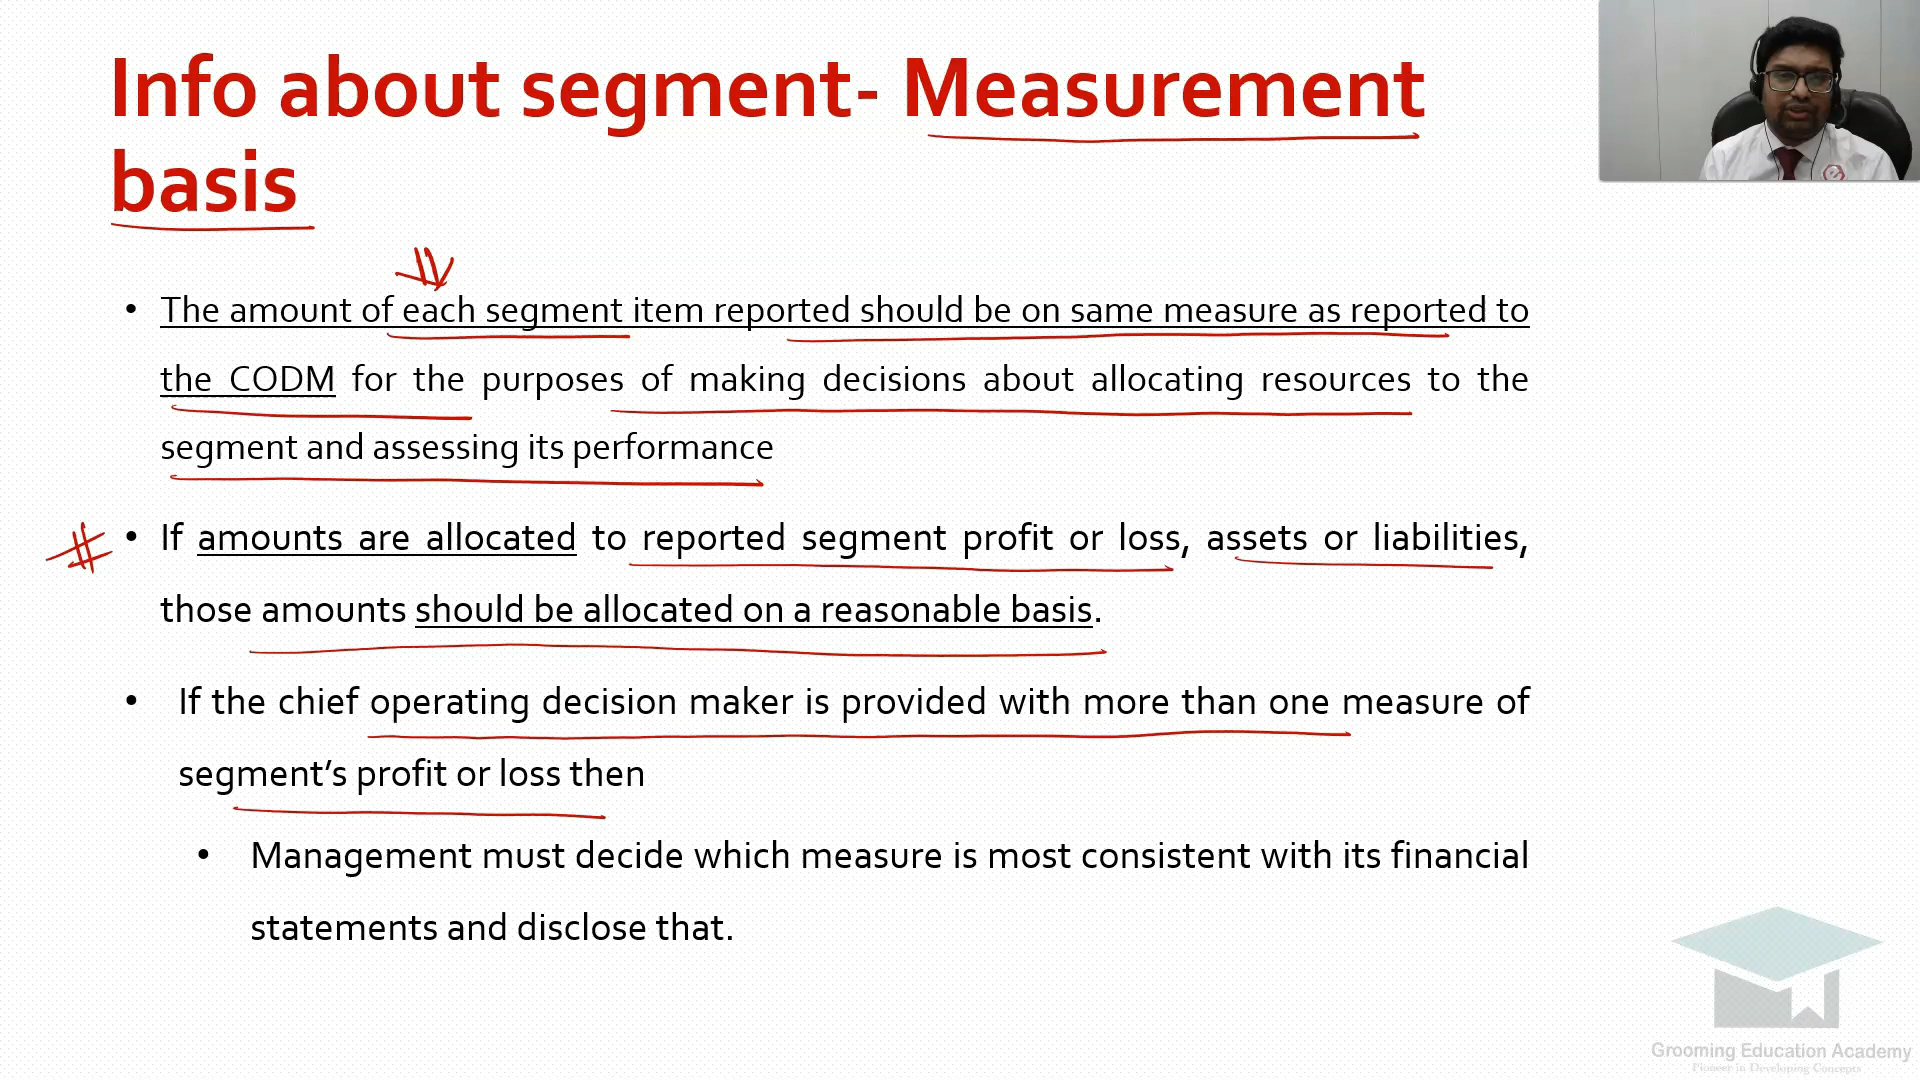 Info about segment- Measurement
basis
• The amount of each segment item reported should be on same measure as reported to
the CODM for the purposes of making decisions about allocating resources to the
segment and assessing its performance
• If amounts are allocated to reported segment profit or loss, assets or liabilities,
those amounts should be allocated on a reasonable basis.
• If the chief operating decision maker is provided with more than one measure of
segment’s profit or loss then
• Management must decide which measure is most consistent with its financial
statements and disclose that.
Grooming Education Academy
Pioneer in Developing Concepts